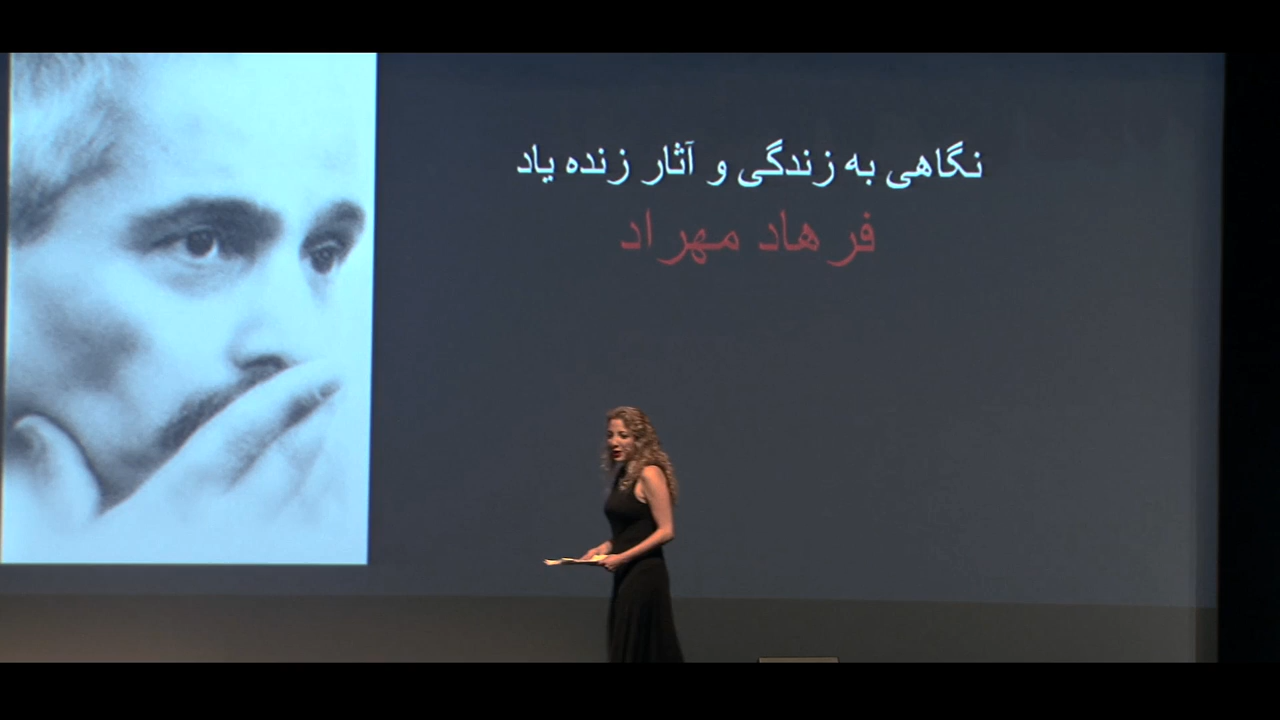 نگاهی به زندگی و آثار زنده یاد
فرهاد مهراد